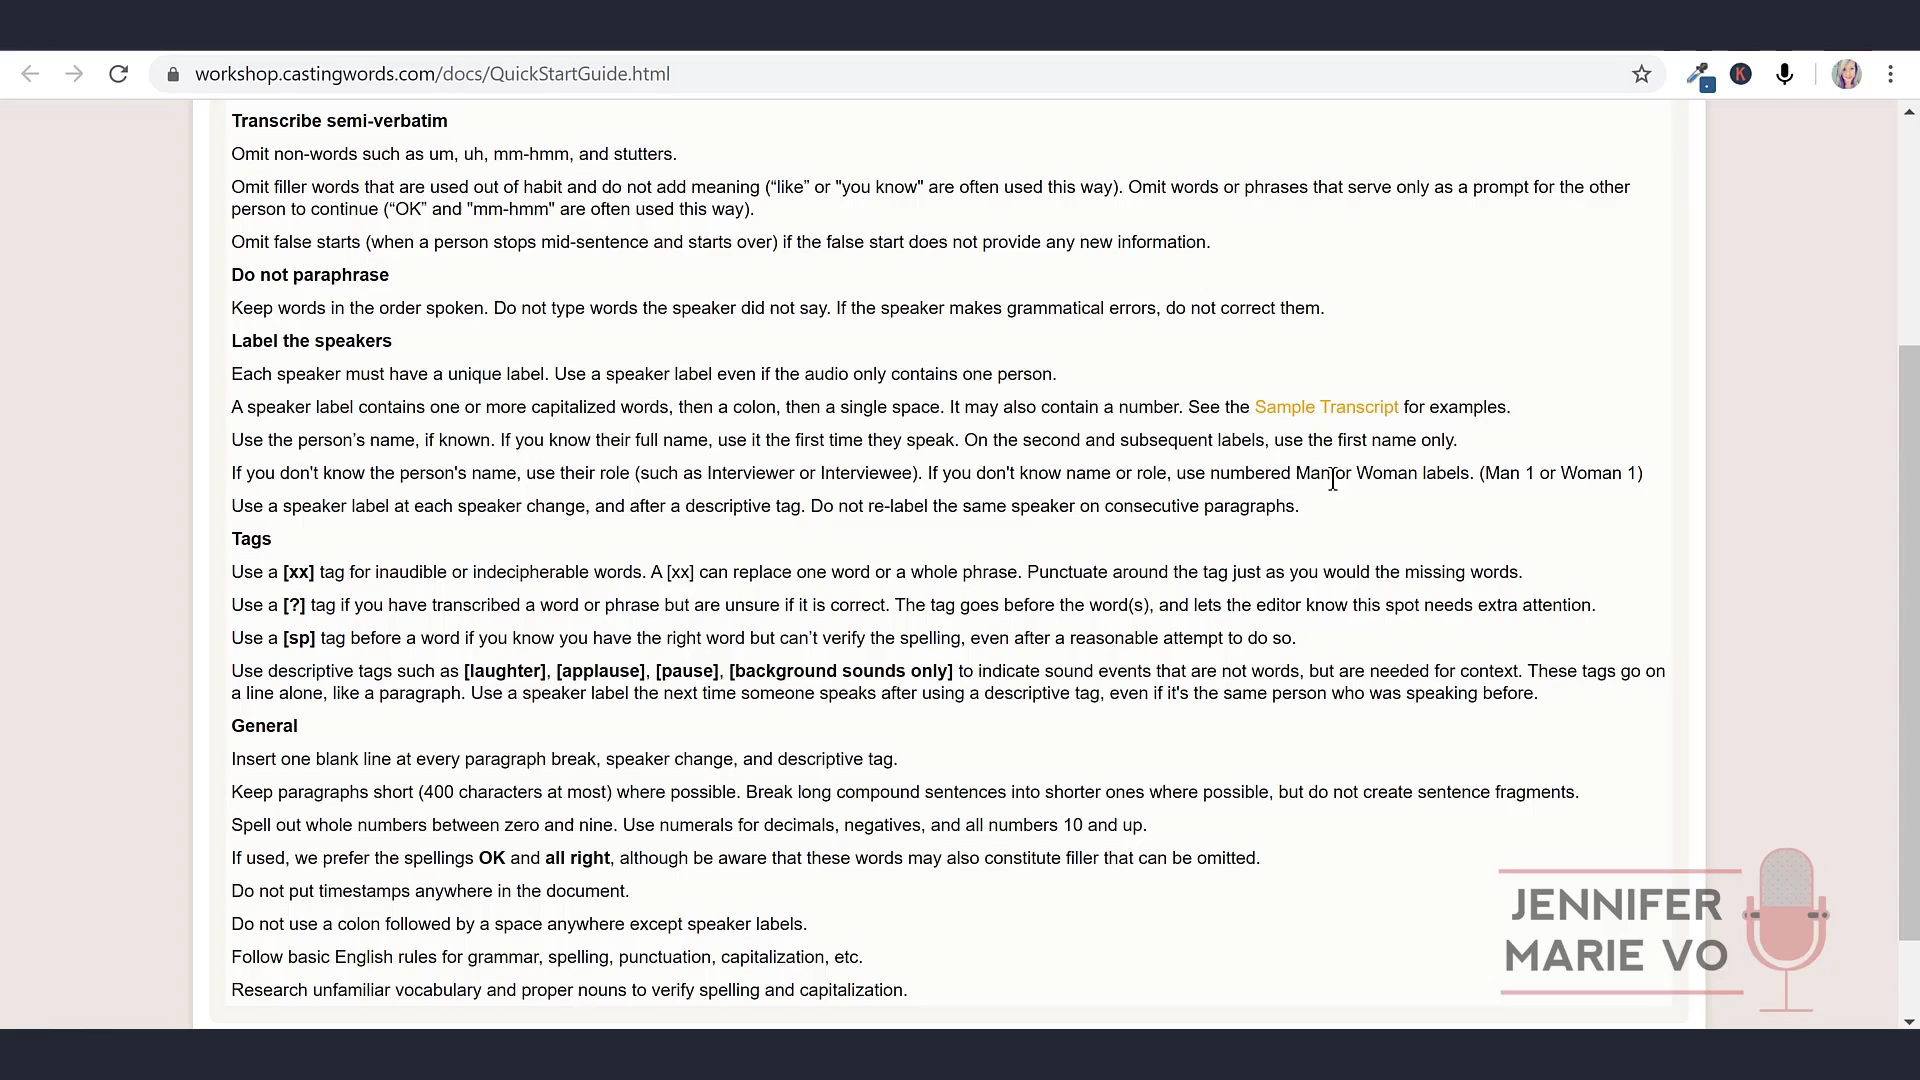 workshop.castingwords.com/docs/QuickStartGuide.html
K
Transcribe semi-verbatim
Omit non-words such as um, uh, mm-hmm, and stutters.
Omit filler words that are used out of habit and do not add meaning (“like” or "you know" are often used this way). Omit words or phrases that serve only as a prompt for the other
person to continue (“OK” and "mm-hmm" are often used this way).
Omit false starts (when a person stops mid-sentence and starts over) if the false start does not provide any new information.
Do not paraphrase
Keep words in the order spoken. Do not type words the speaker did not say. If the speaker makes grammatical errors, do not correct them.
Label the speakers
Each speaker must have a unique label. Use a speaker label even if the audio only contains one person.
A speaker label contains one or more capitalized words, then a colon, then a single space. It may also contain a number. See the Sample Transcript for examples.
Use the person’s name, if known. If you know their full name, use it the first time they speak. On the second and subsequent labels, use the first name only.
If you don't know the person's name, use their role (such as Interviewer or Interviewee). If you don't know name or role, use numbered Man or Woman labels. (Man 1 or Woman 1)
Use a speaker label at each speaker change, and after a descriptive tag. Do not re-label the same speaker on consecutive paragraphs.
Tags
Use a [xx] tag for inaudible or indecipherable words. A [xx] can replace one word or a whole phrase. Punctuate around the tag just as you would the missing words.
Use a [?] tag if you have transcribed a word or phrase but are unsure if it is correct. The tag goes before the word(s), and lets the editor know this spot needs extra attention.
Use a [sp] tag before a word if you know you have the right word but can’t verify the spelling, even after a reasonable attempt to do so.
Use descriptive tags such as [laughter], [applause], [pause], [background sounds only] to indicate sound events that are not words, but are needed for context. These tags go on
a line alone, like a paragraph. Use a speaker label the next time someone speaks after using a descriptive tag, even if it's the same person who was speaking before.
General
Insert one blank line at every paragraph break, speaker change, and descriptive tag.
Keep paragraphs short (400 characters at most) where possible. Break long compound sentences into shorter ones where possible, but do not create sentence fragments.
Spell out whole numbers between zero and nine. Use numerals for decimals, negatives, and all numbers 10 and up.
If used, we prefer the spellings OK and all right, although be aware that these words may also constitute filler that can be omitted.
Do not put timestamps anywhere in the document.
Do not use a colon followed by a space anywhere except speaker labels.
Follow basic English rules for grammar, spelling, punctuation, capitalization, etc.
Research unfamiliar vocabulary and proper nouns to verify spelling and capitalization.
JENNIFER
MARIE VO